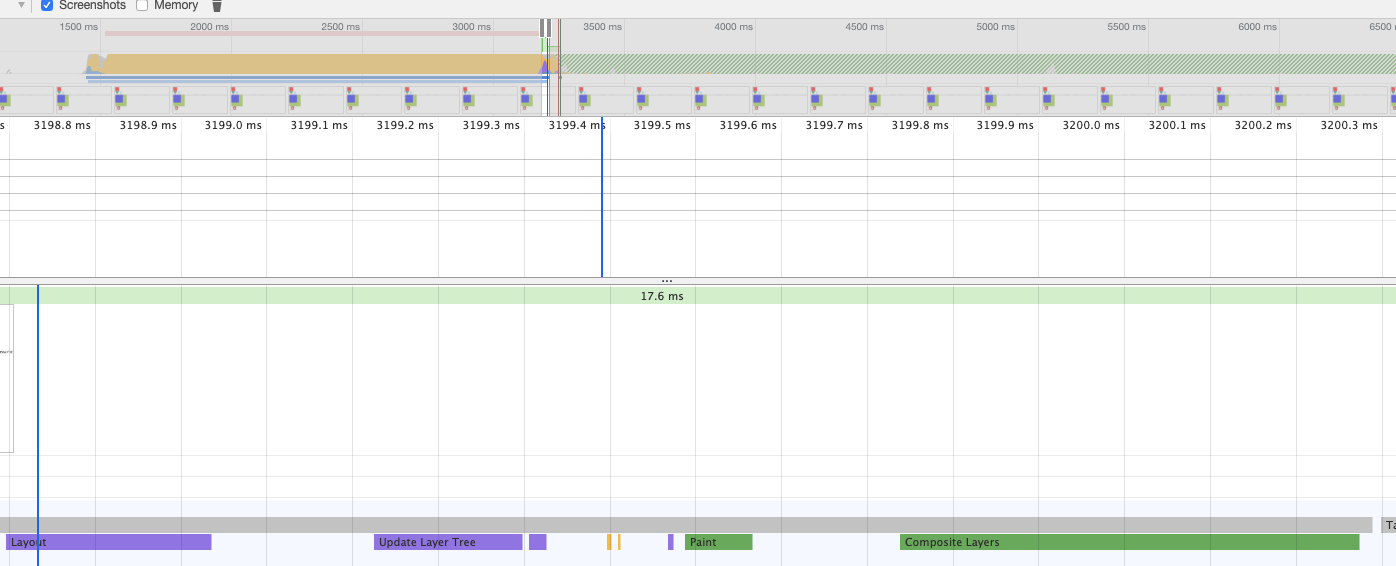 Screenshots Memory
1500 ms 2000 ms 2500 ms 3000 ms 3500 ms 4000 ms 4500 ms 5000 ms 5500 ms 6000 ms 6500
s 3198.8 ms 3198.9 ms 3199.0 ms 3199.1 ms 3199.2 ms 3199.3 ms 3199.4 ms 3199.5 ms 3199.6 ms 3199.7 ms 3199.8 ms 3199.9 ms 3200.0 ms 3200.1 ms 3200.2 ms 3200.3 ms
...
17.6 ms
Ta
Layout Update Layer Tree Paint Composite Layers